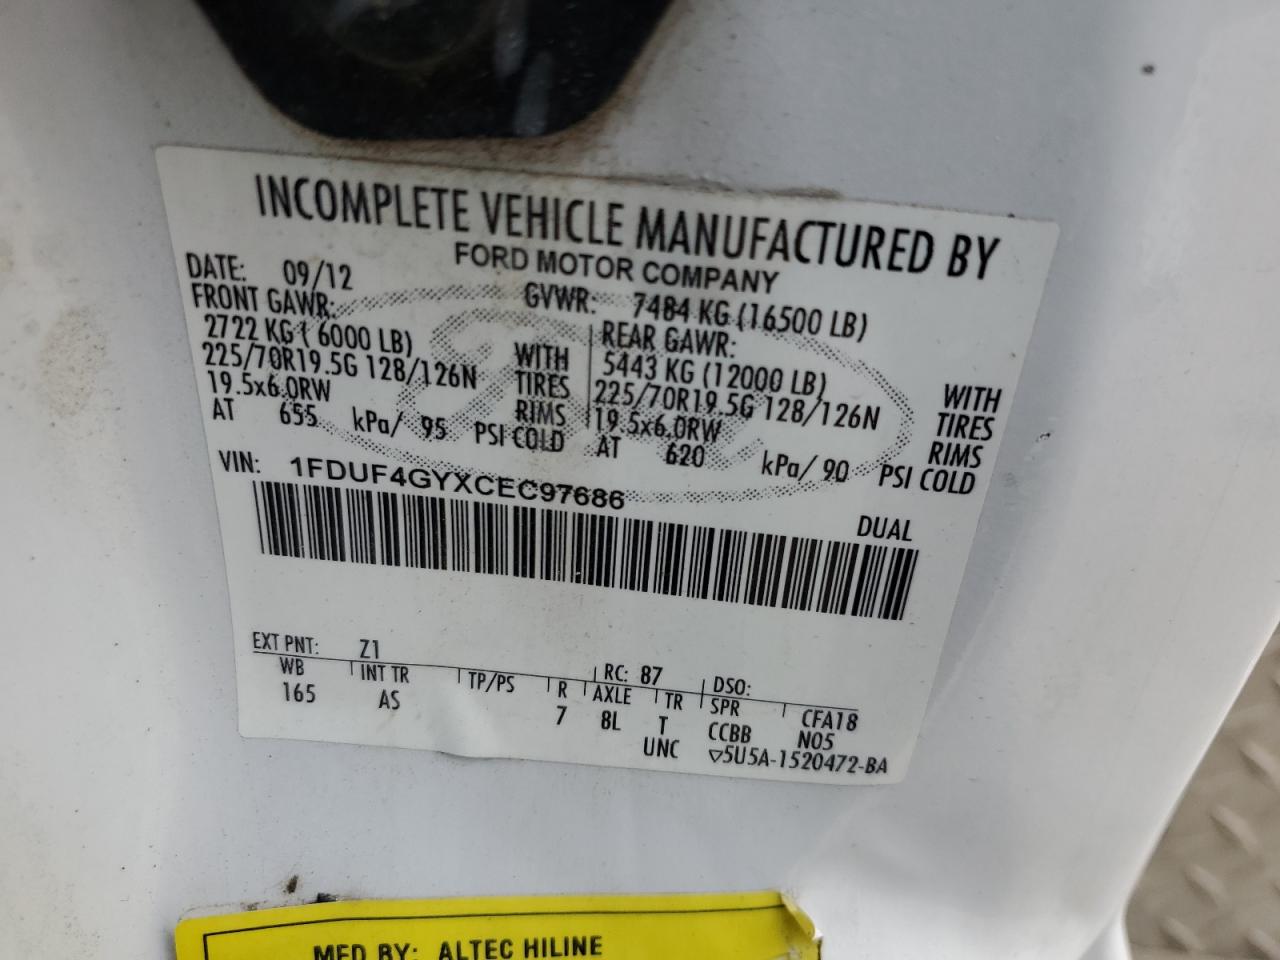 INCOMPLETE VEHICLE MANUFACTURED BY
FORD MOTOR COMPANY
DATE: 09/12 GVWR: 7484 KG (16500 LB)
FRONT GAWR: REAR GAWR:
2722 KG ( 6000 LB) WITH 5443 KG (12000 LB) WITH
225/70R19.5G 128/126N TIRES 225/70R19.5G 128/126N TIRES
19.5x6.0RW RIMS 19.5x6.0RW RIMS
AT 655 kPa/ 95 PSI COLD AT 620 kPa/ 90 PSI COLD
VIN: 1FDUF4GYXCEC97686
DUAL
EXT PNT: Z1 RC: 87 DSO:
WB INT TR TP/PS R AXLE TR SPR CFA18
165 AS 7 8L T CCBB N05
UNC ▽5U5A-1520472-BA
MFD BY: ALTEC HILINE